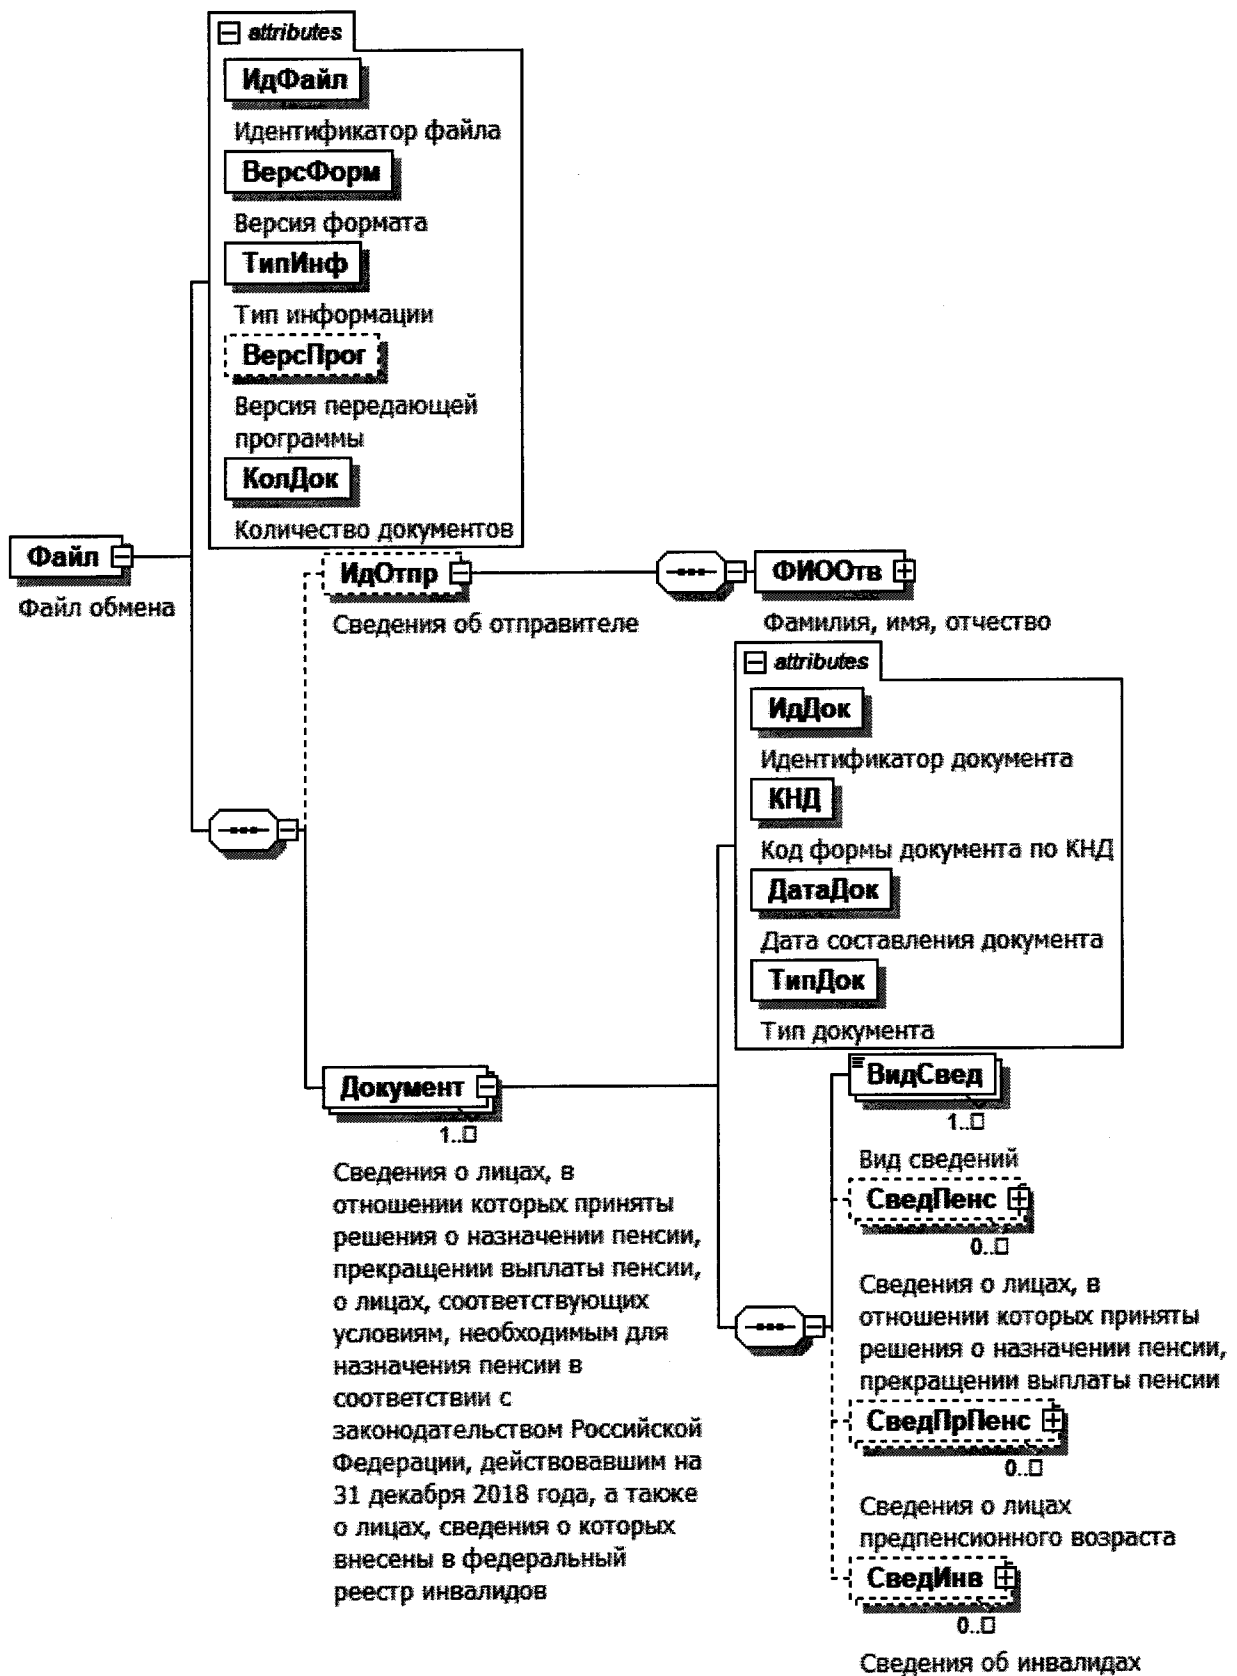 attributes
ИдФайл
Идентификатор файла
ВерсФорм
Версия формата
ТипИнф
Тип информации
ВерсПрог
Версия передающей
программы
КолДок
Количество документов
Файл
Файл обмена
ИдОтпр
Сведения об отправителе
ФИООтв
Фамилия, имя, отчество
attributes
ИдДок
Идентификатор документа
КНД
Код формы документа по КНД
ДатаДок
Дата составления документа
ТипДок
Тип документа
Документ
1..□
Сведения о лицах, в
отношении которых приняты
решения о назначении пенсии,
прекращении выплаты пенсии,
о лицах, соответствующих
условиям, необходимым для
назначения пенсии в
соответствии с
законодательством Российской
Федерации, действовавшим на
31 декабря 2018 года, а также
о лицах, сведения о которых
внесены в федеральный
реестр инвалидов
ВидСвед
1..□
Вид сведений
СведПенс
0..□
Сведения о лицах, в
отношении которых приняты
решения о назначении пенсии,
прекращении выплаты пенсии
СведПрПенс
0..□
Сведения о лицах
предпенсионного возраста
СведИнв
0..□
Сведения об инвалидах